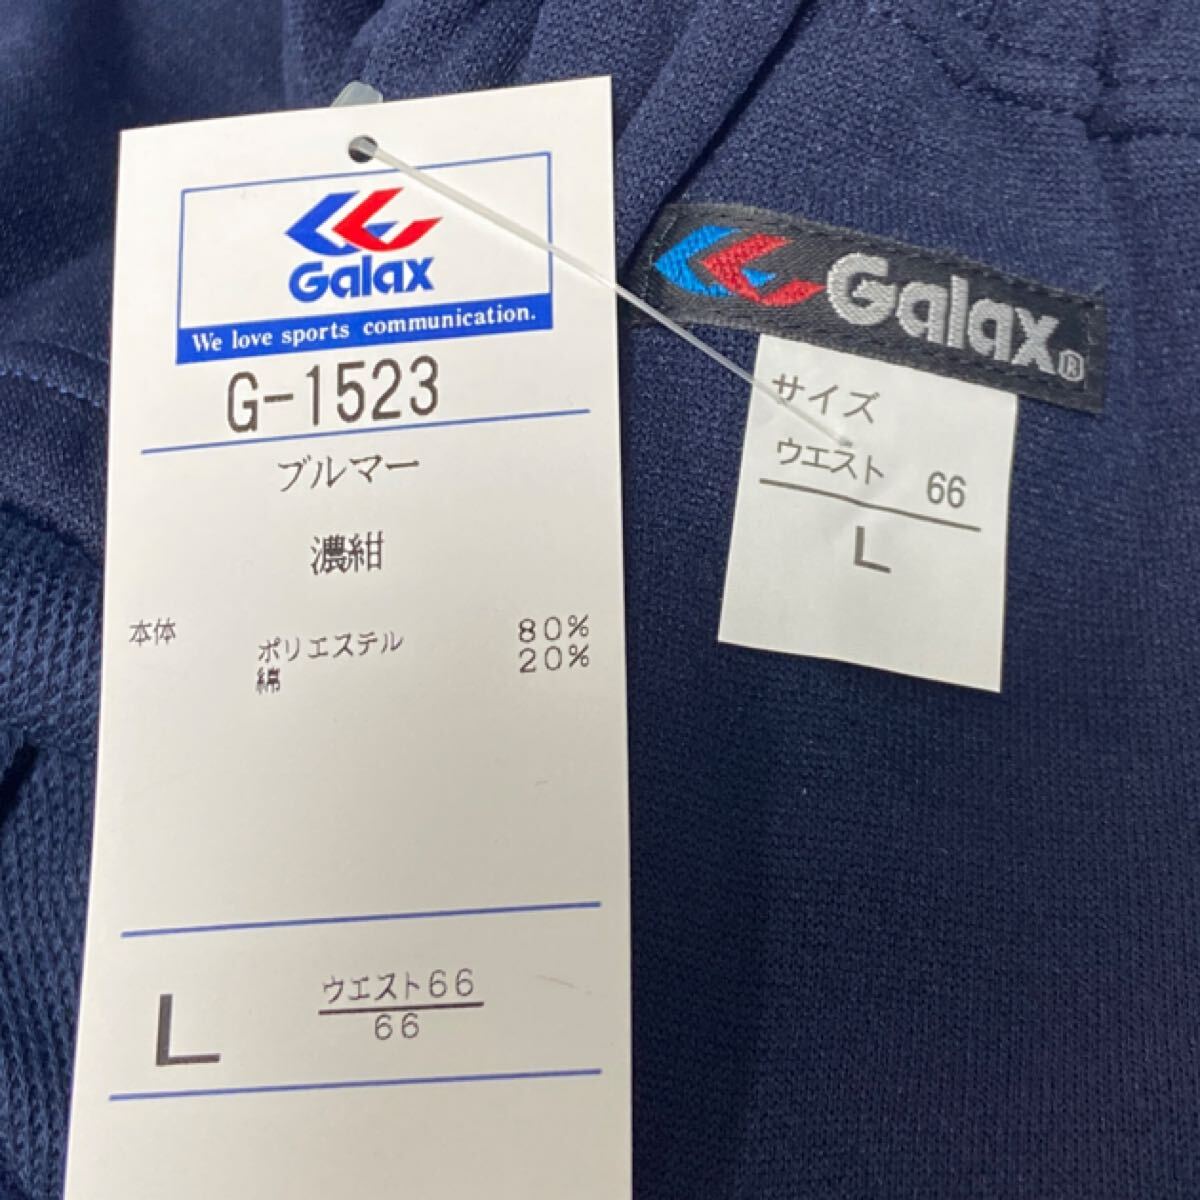 Galax
We love sports communication.
G-1523
ブルマー
濃紺
本体
ポリエステル 80%
綿 20%
L
ウエスト66
66
Galax®
サイズ
ウエスト 66
L